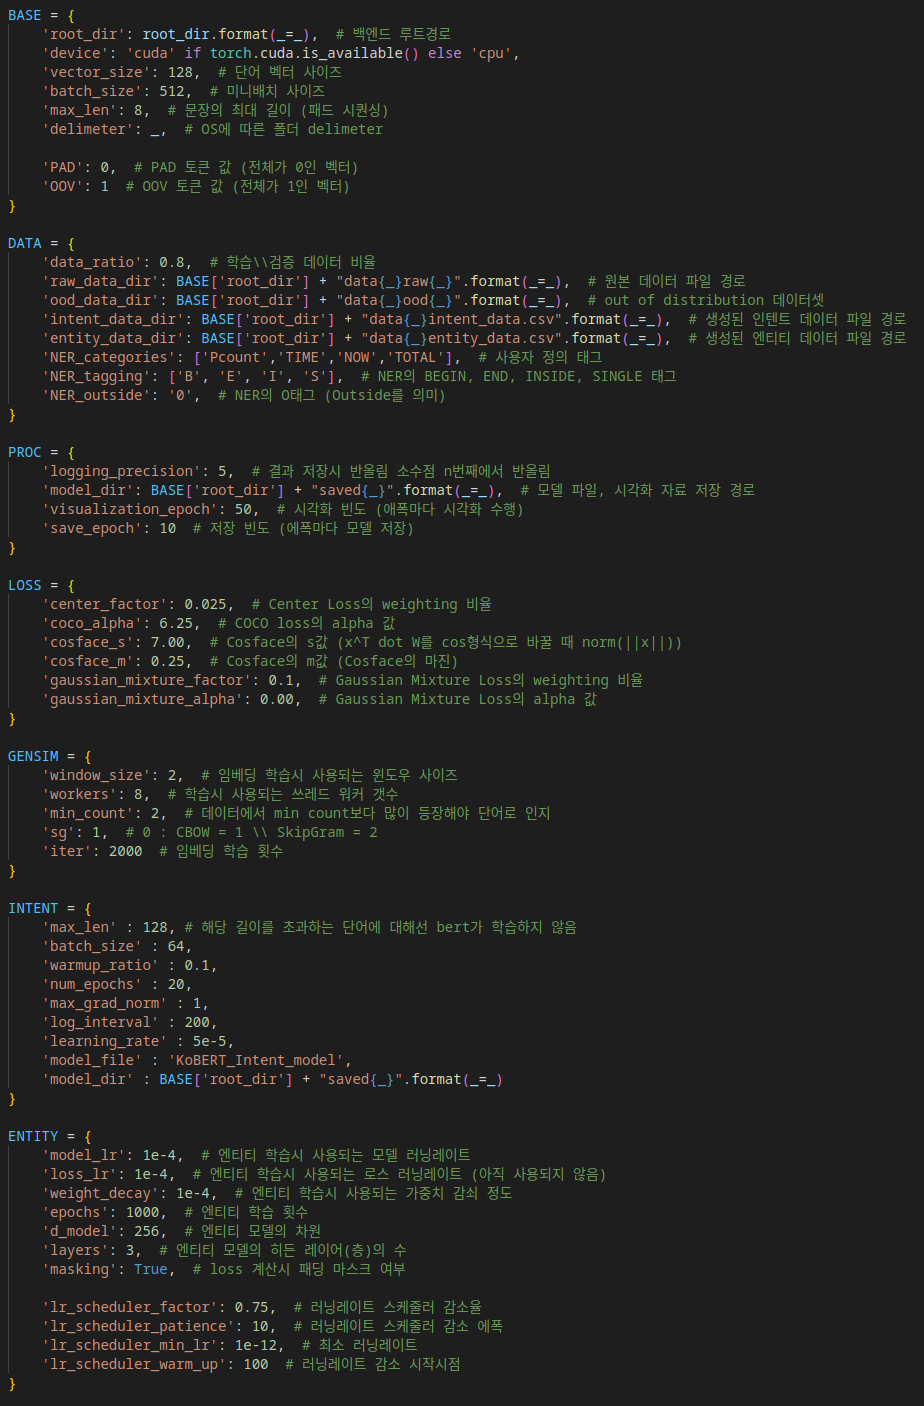 BASE = {
    'root_dir': root_dir.format(_=_),  # 백엔드 루트경로
    'device': 'cuda' if torch.cuda.is_available() else 'cpu',
    'vector_size': 128,  # 단어 벡터 사이즈
    'batch_size': 512,  # 미니배치 사이즈
    'max_len': 8,  # 문장의 최대 길이 (패드 시퀀싱)
    'delimeter': _,  # OS에 따른 폴더 delimeter

    'PAD': 0,  # PAD 토큰 값 (전체가 0인 벡터)
    'OOV': 1  # OOV 토큰 값 (전체가 1인 벡터)
}

DATA = {
    'data_ratio': 0.8,  # 학습\\검증 데이터 비율
    'raw_data_dir': BASE['root_dir'] + "data{_}raw{_}".format(_=_),  # 원본 데이터 파일 경로
    'ood_data_dir': BASE['root_dir'] + "data{_}ood{_}".format(_=_),  # out of distribution 데이터셋
    'intent_data_dir': BASE['root_dir'] + "data{_}intent_data.csv".format(_=_),  # 생성된 인텐트 데이터 파일 경로
    'entity_data_dir': BASE['root_dir'] + "data{_}entity_data.csv".format(_=_),  # 생성된 엔티티 데이터 파일 경로
    'NER_categories': ['Pcount','TIME','NOW','TOTAL'],  # 사용자 정의 태그
    'NER_tagging': ['B', 'E', 'I', 'S'],  # NER의 BEGIN, END, INSIDE, SINGLE 태그
    'NER_outside': '0',  # NER의 O태그 (Outside를 의미)
}

PROC = {
    'logging_precision': 5,  # 결과 저장시 반올림 소수점 n번째에서 반올림
    'model_dir': BASE['root_dir'] + "saved{_}".format(_=_),  # 모델 파일, 시각화 자료 저장 경로
    'visualization_epoch': 50,  # 시각화 빈도 (애폭마다 시각화 수행)
    'save_epoch': 10  # 저장 빈도 (에폭마다 모델 저장)
}

LOSS = {
    'center_factor': 0.025,  # Center Loss의 weighting 비율
    'coco_alpha': 6.25,  # COCO loss의 alpha 값
    'cosface_s': 7.00,  # Cosface의 s값 (x^T dot W를 cos형식으로 바꿀 때 norm(||x||))
    'cosface_m': 0.25,  # Cosface의 m값 (Cosface의 마진)
    'gaussian_mixture_factor': 0.1,  # Gaussian Mixture Loss의 weighting 비율
    'gaussian_mixture_alpha': 0.00,  # Gaussian Mixture Loss의 alpha 값
}

GENSIM = {
    'window_size': 2,  # 임베딩 학습시 사용되는 윈도우 사이즈
    'workers': 8,  # 학습시 사용되는 쓰레드 워커 갯수
    'min_count': 2,  # 데이터에서 min count보다 많이 등장해야 단어로 인지
    'sg': 1,  # 0 : CBOW = 1 \\ SkipGram = 2
    'iter': 2000  # 임베딩 학습 횟수
}

INTENT = {
    'max_len' : 128, # 해당 길이를 초과하는 단어에 대해선 bert가 학습하지 않음
    'batch_size' : 64,
    'warmup_ratio' : 0.1,
    'num_epochs' : 20,
    'max_grad_norm' : 1,
    'log_interval' : 200,
    'learning_rate' : 5e-5,
    'model_file' : 'KoBERT_Intent_model',
    'model_dir' : BASE['root_dir'] + "saved{_}".format(_=_)
}

ENTITY = {
    'model_lr': 1e-4,  # 엔티티 학습시 사용되는 모델 러닝레이트
    'loss_lr': 1e-4,  # 엔티티 학습시 사용되는 로스 러닝레이트 (아직 사용되지 않음)
    'weight_decay': 1e-4,  # 엔티티 학습시 사용되는 가중치 감쇠 정도
    'epochs': 1000,  # 엔티티 학습 횟수
    'd_model': 256,  # 엔티티 모델의 차원
    'layers': 3,  # 엔티티 모델의 히든 레이어(층)의 수
    'masking': True,  # loss 계산시 패딩 마스크 여부

    'lr_scheduler_factor': 0.75,  # 러닝레이트 스케줄러 감소율
    'lr_scheduler_patience': 10,  # 러닝레이트 스케줄러 감소 에폭
    'lr_scheduler_min_lr': 1e-12,  # 최소 러닝레이트
    'lr_scheduler_warm_up': 100  # 러닝레이트 감소 시작시점
}